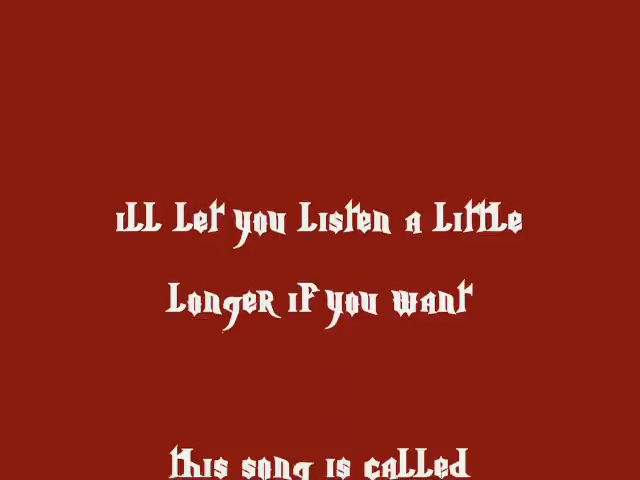 ill Let you Listen a Little
Longer if you want
this song is called